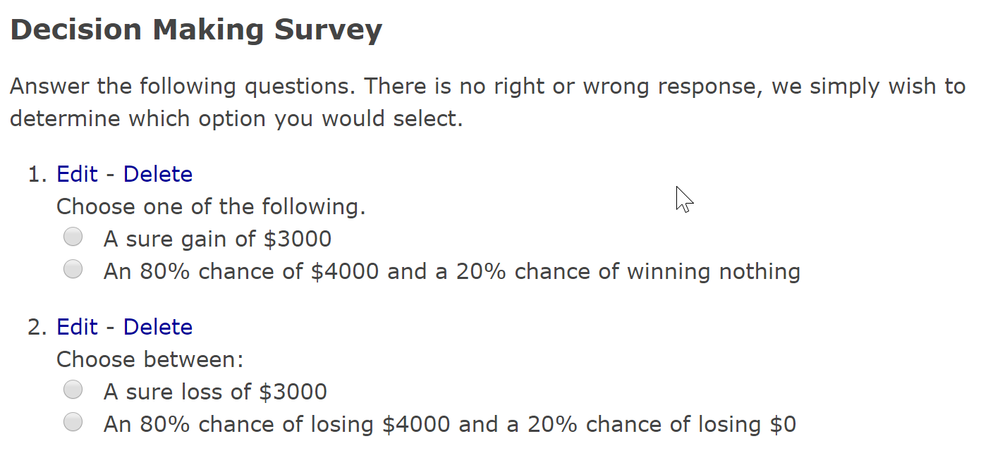 Decision Making Survey
Answer the following questions. There is no right or wrong response, we simply wish to
determine which option you would select.
1. Edit - Delete
Choose one of the following.
A sure gain of $3000
An 80% chance of $4000 and a 20% chance of winning nothing
2. Edit - Delete
Choose between:
A sure loss of $3000
An 80% chance of losing $4000 and a 20% chance of losing $0